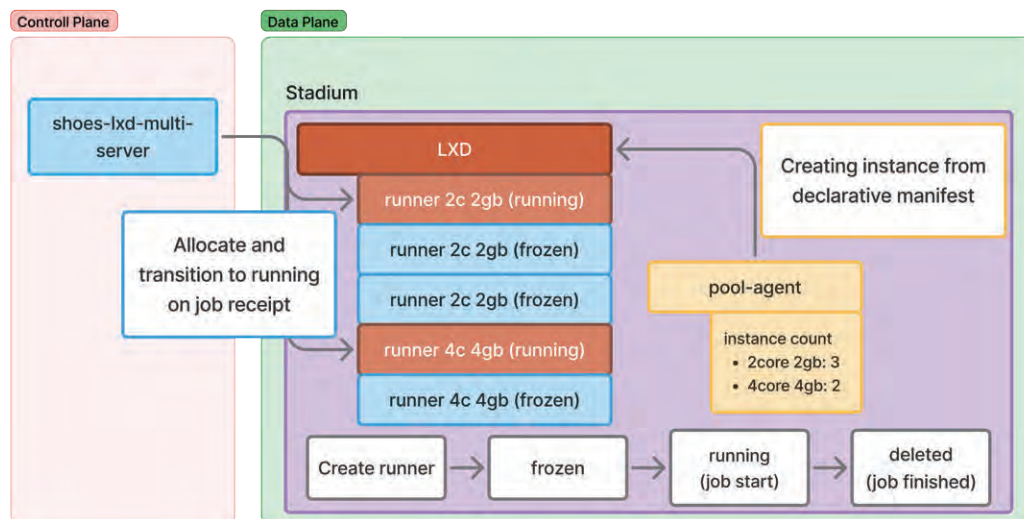 Controll Plane
Data Plane
Stadium
shoes-lxd-multi-
server
LXD
Creating instance from
declarative manifest
runner 2c 2gb (running)
Allocate and
transition to running
on job receipt
runner 2c 2gb (frozen)
runner 2c 2gb (frozen)
pool-agent
runner 4c 4gb (running)
instance count
• 2core 2gb: 3
• 4core 4gb: 2
runner 4c 4gb (frozen)
Create runner
frozen
running
(job start)
deleted
(job finished)